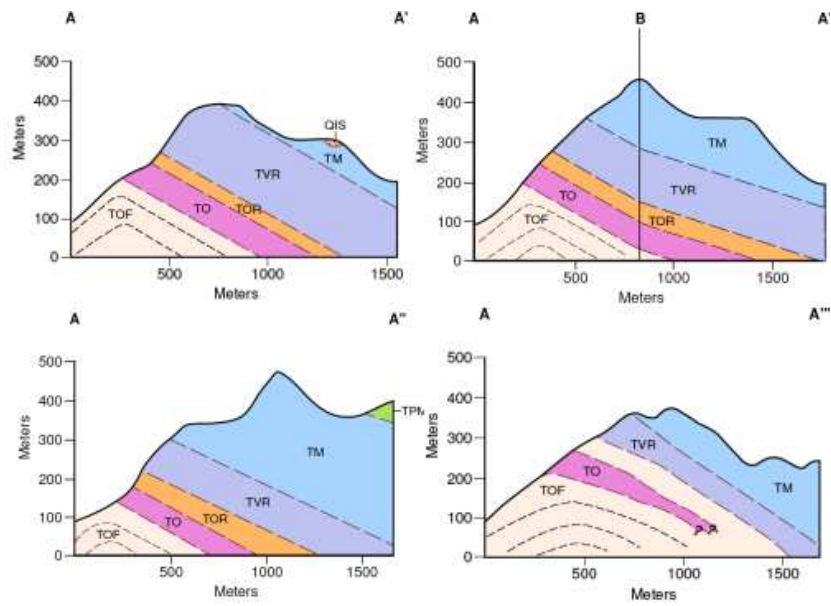 A A'
500
400
300
200
100
0
Meters
QIS
TM
TVR
TOR
TO
TOF
500 1000 1500
Meters
A B A'
500
400
300
200
100
0
Meters
TM
TVR
TO
TOR
TOF
500 1000 1500
Meters
A A"
500
400
300
200
100
0
Meters
TPM
TM
TVR
TOR
TO
TOF
500 1000 1500
Meters
A A'"
500
400
300
200
100
0
Meters
TVR
TO
TM
TOF
? ?
500 1000 1500
Meters